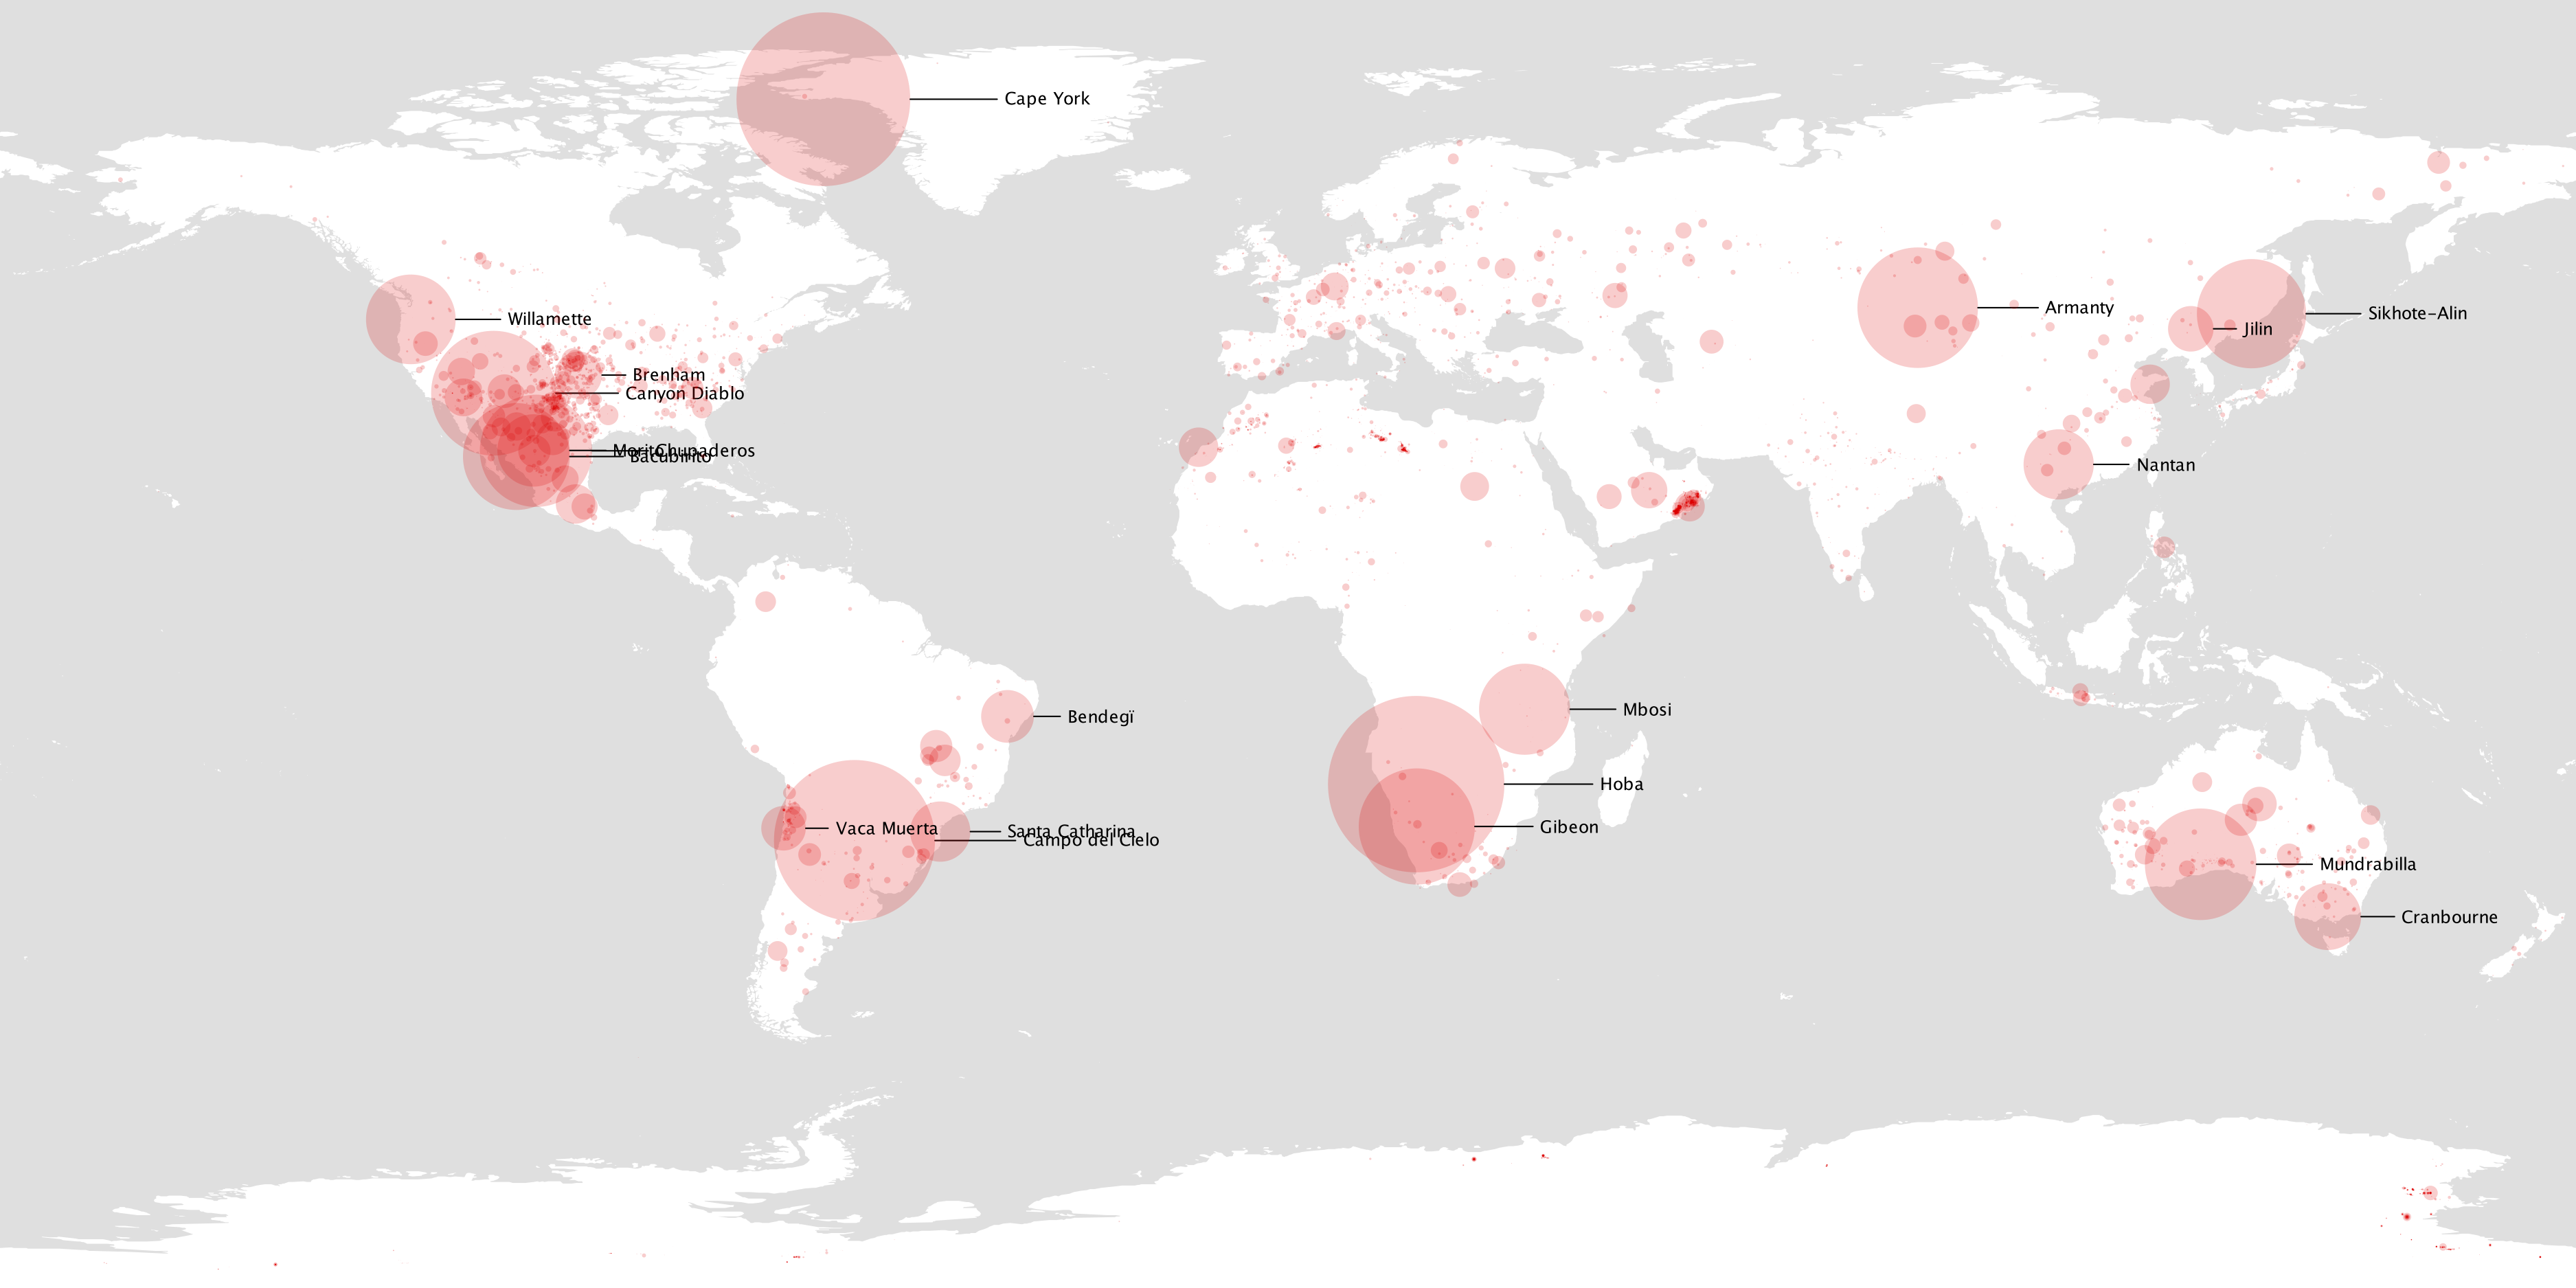 Cape York
Willamette
Armanty
Sikhote-Alin
Jilin
Brenham
Canyon Diablo
Morito
Chupaderos
Bacubirito
Nantan
Mbosi
Bendegï
Hoba
Gibeon
Vaca Muerta
Santa Catharina
Campo del Cielo
Mundrabilla
Cranbourne